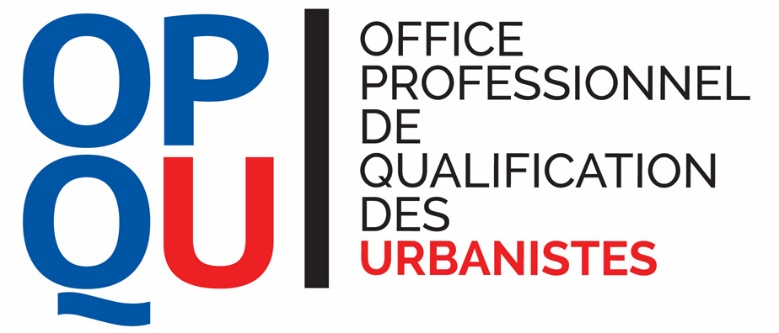 OP
QU
OFFICE
PROFESSIONNEL
DE
QUALIFICATION
DES
URBANISTES